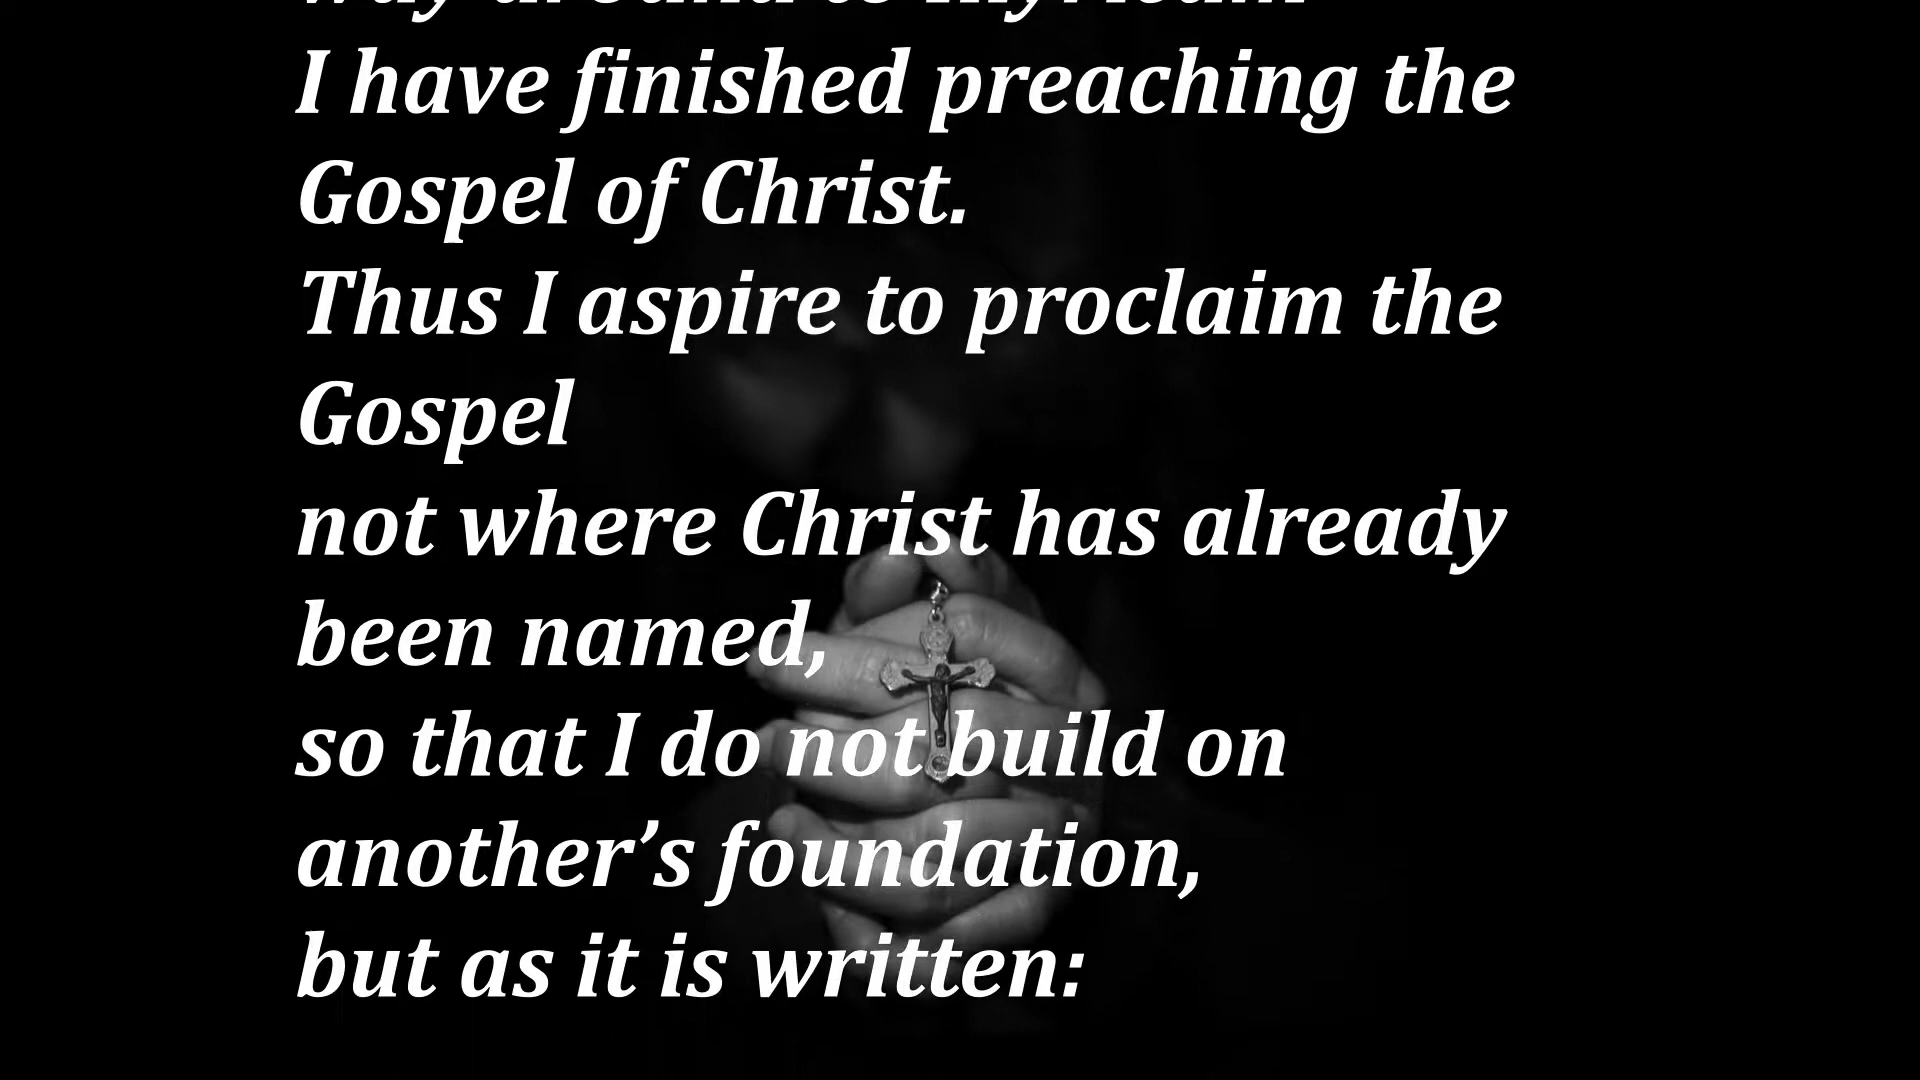 I have finished preaching the
Gospel of Christ.
Thus I aspire to proclaim the
Gospel
not where Christ has already
been named,
so that I do not build on
another’s foundation,
but as it is written: